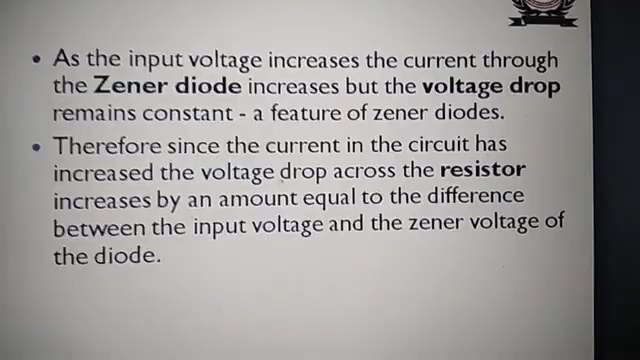 • As the input voltage increases the current through
the Zener diode increases but the voltage drop
remains constant - a feature of zener diodes.
• Therefore since the current in the circuit has
increased the voltage drop across the resistor
increases by an amount equal to the difference
between the input voltage and the zener voltage of
the diode.